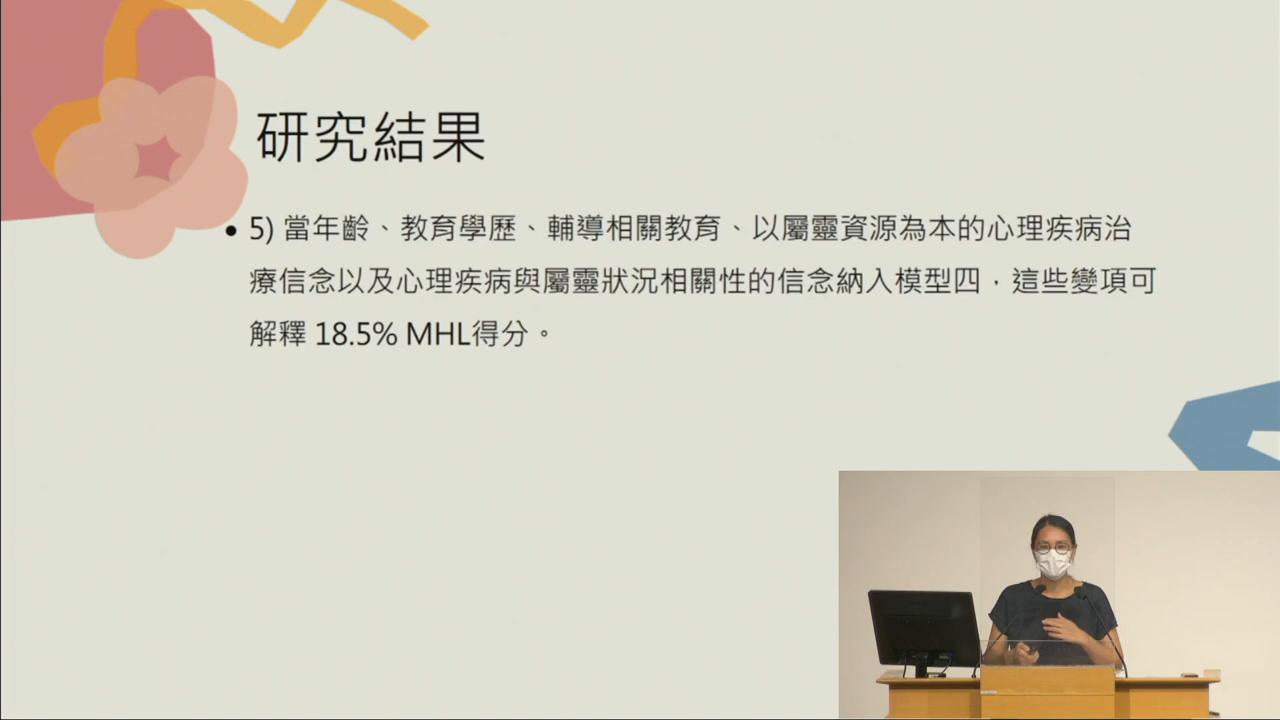 研究結果
• 5) 當年齡、教育學歷、輔導相關教育、以屬靈資源為本的心理疾病治
療信念以及心理疾病與屬靈狀況相關性的信念納入模型四，這些變項可
解釋 18.5% MHL得分。